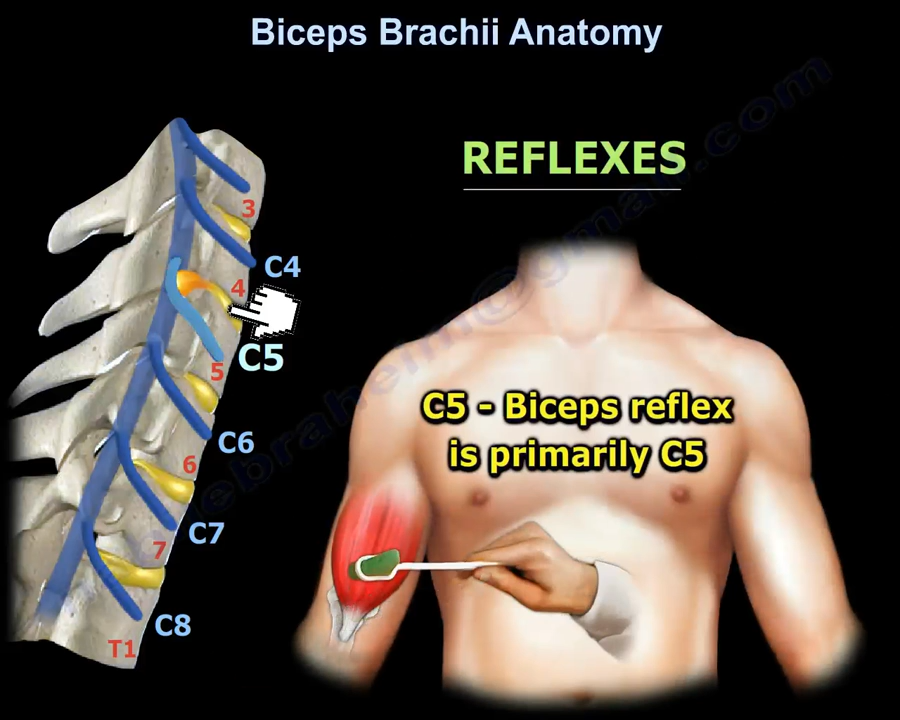 Biceps Brachii Anatomy
REFLEXES
3
C4
4
C5
5
C6
6
C7
7
C8
T1
C5 - Biceps reflex
is primarily C5